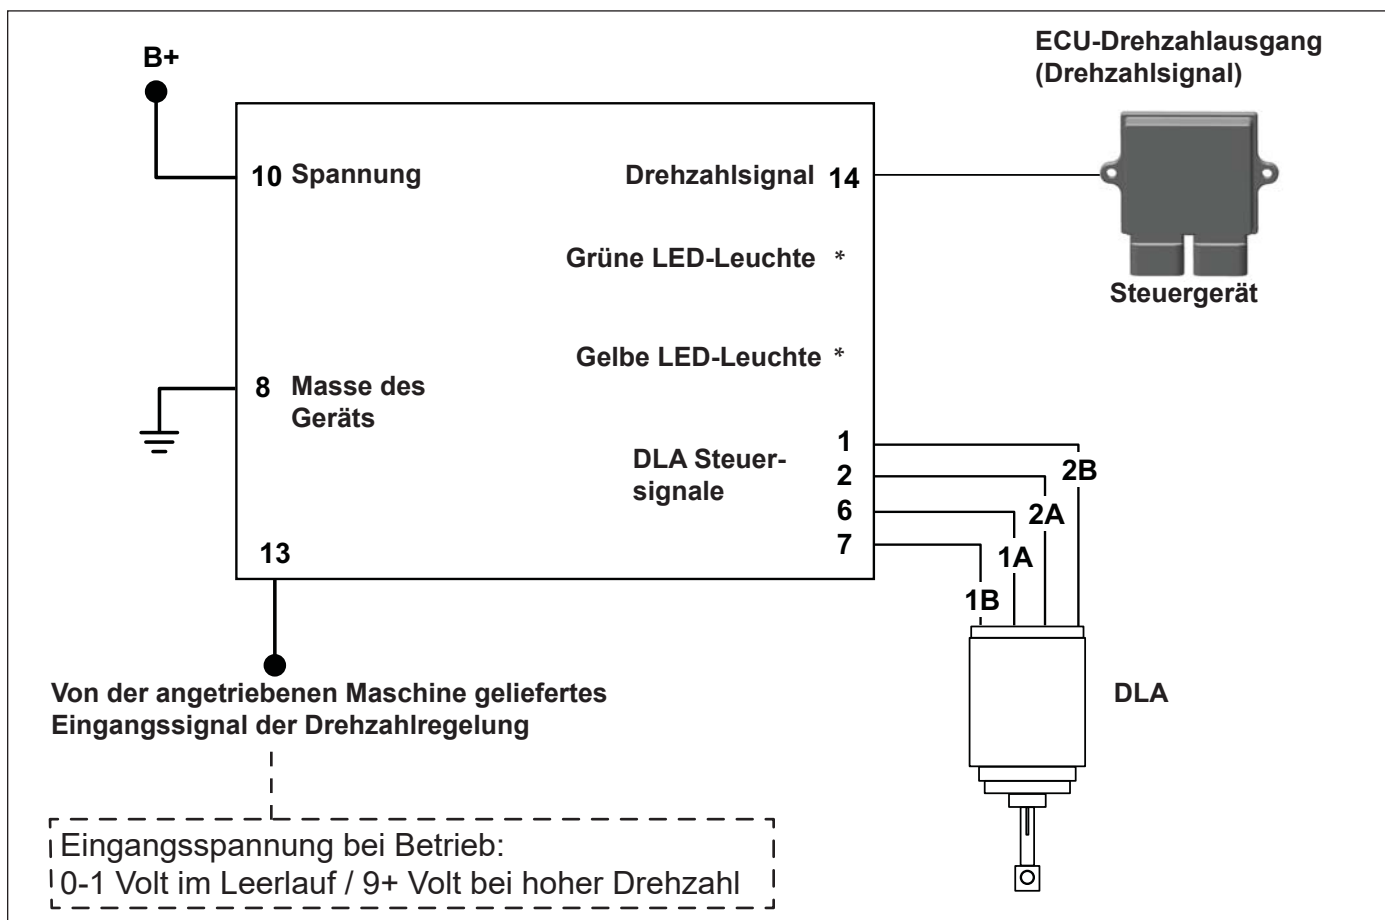 B+
ECU-Drehzahlausgang
(Drehzahlsignal)
10 Spannung
Drehzahlsignal 14
Grüne LED-Leuchte *
Steuergerät
Gelbe LED-Leuchte *
8 Masse des
Geräts
DLA Steuer-
signale
1
2
6
7
2B
2A
1A
1B
13
Von der angetriebenen Maschine geliefertes
Eingangssignal der Drehzahlregelung
DLA
Eingangsspannung bei Betrieb:
0-1 Volt im Leerlauf / 9+ Volt bei hoher Drehzahl